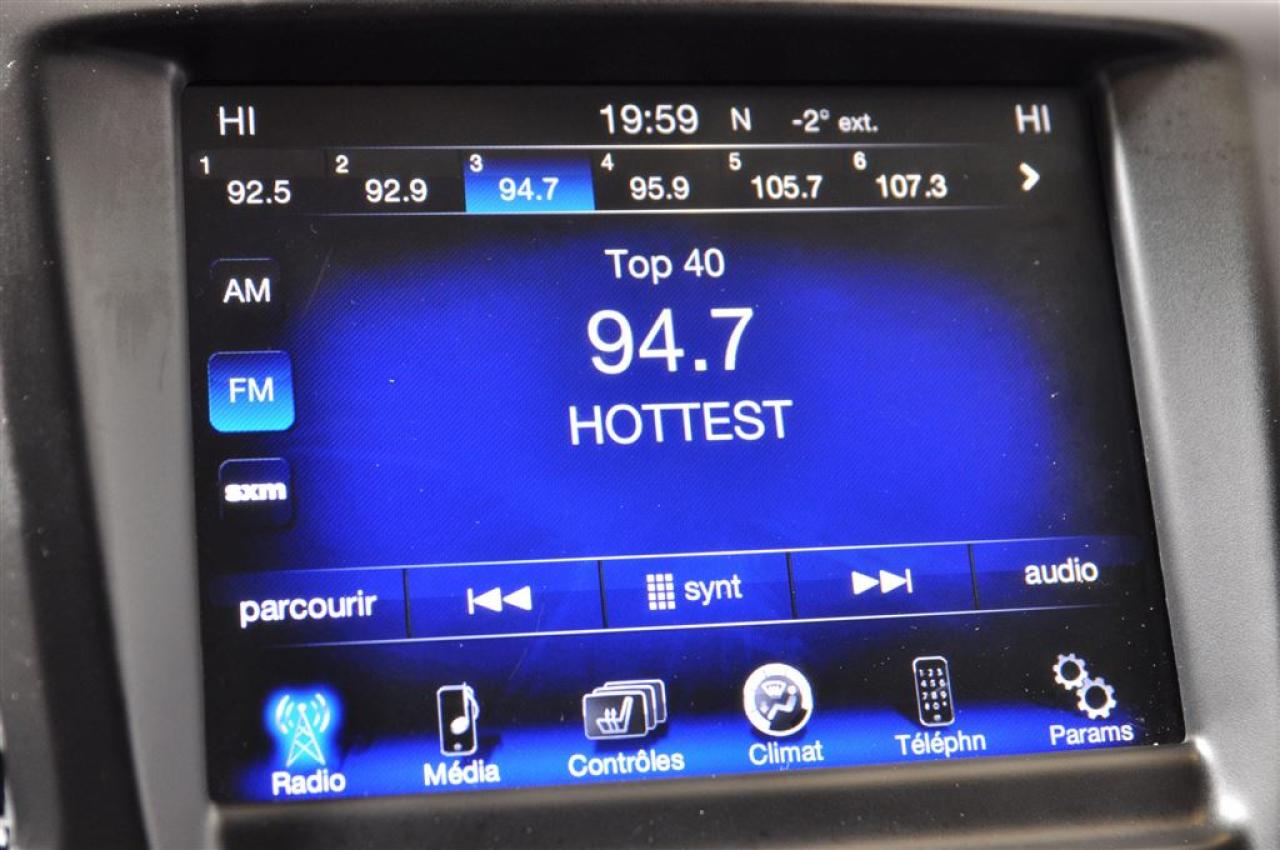 HI 19:59 N -2° ext. HI
1 92.5 2 92.9 3 94.7 4 95.9 5 105.7 6 107.3
Top 40
AM
94.7
FM
HOTTEST
sxm
parcourir synt audio
Radio Média Contrôles Climat Téléphn Params